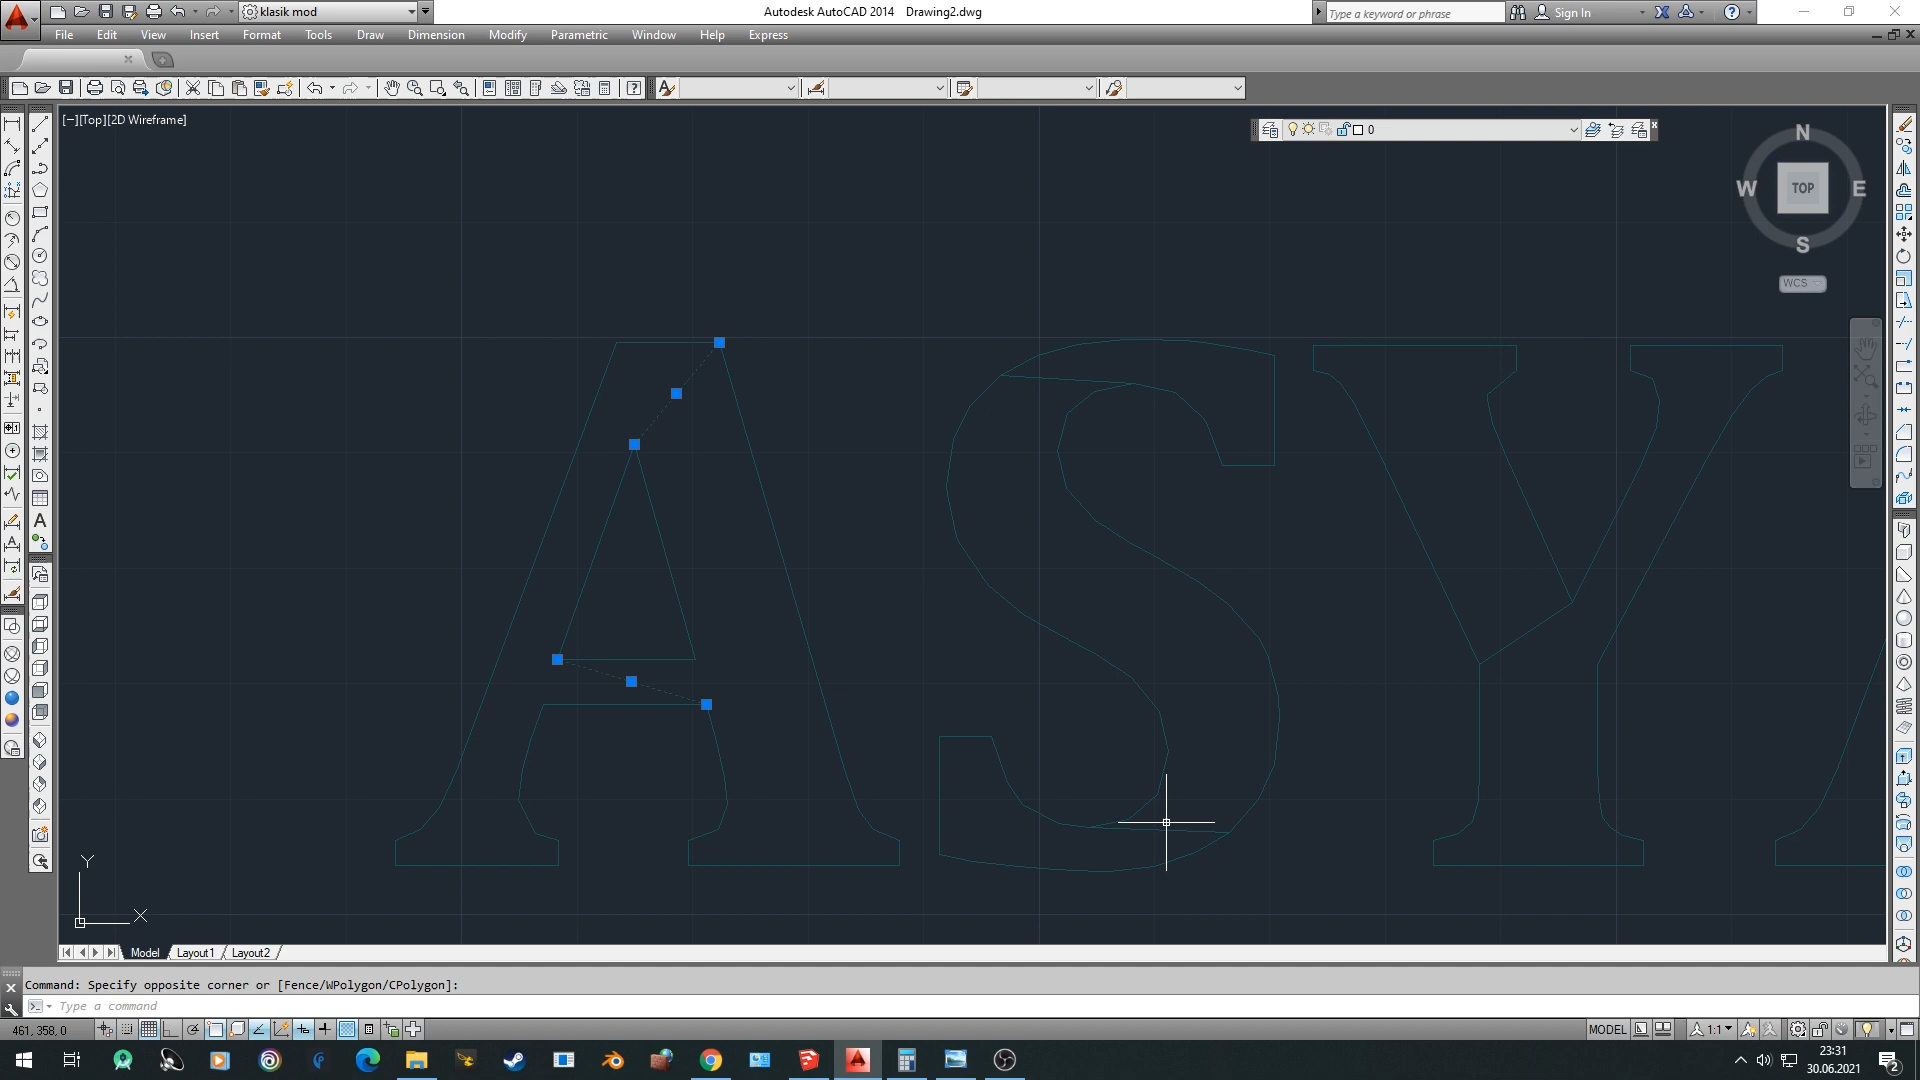 klasik mod
Autodesk AutoCAD 2014 Drawing2.dwg
Type a keyword or phrase
Sign In
File Edit View Insert Format Tools Draw Dimension Modify Parametric Window Help Express
[−][Top][2D Wireframe]
0
N
W TOP E
S
WCS
A S Y
Y
X
Model Layout1 Layout2
Command: Specify opposite corner or [Fence/WPolygon/CPolygon]:
Type a command
461, 358, 0
MODEL
1:1
23:31
30.06.2021
2